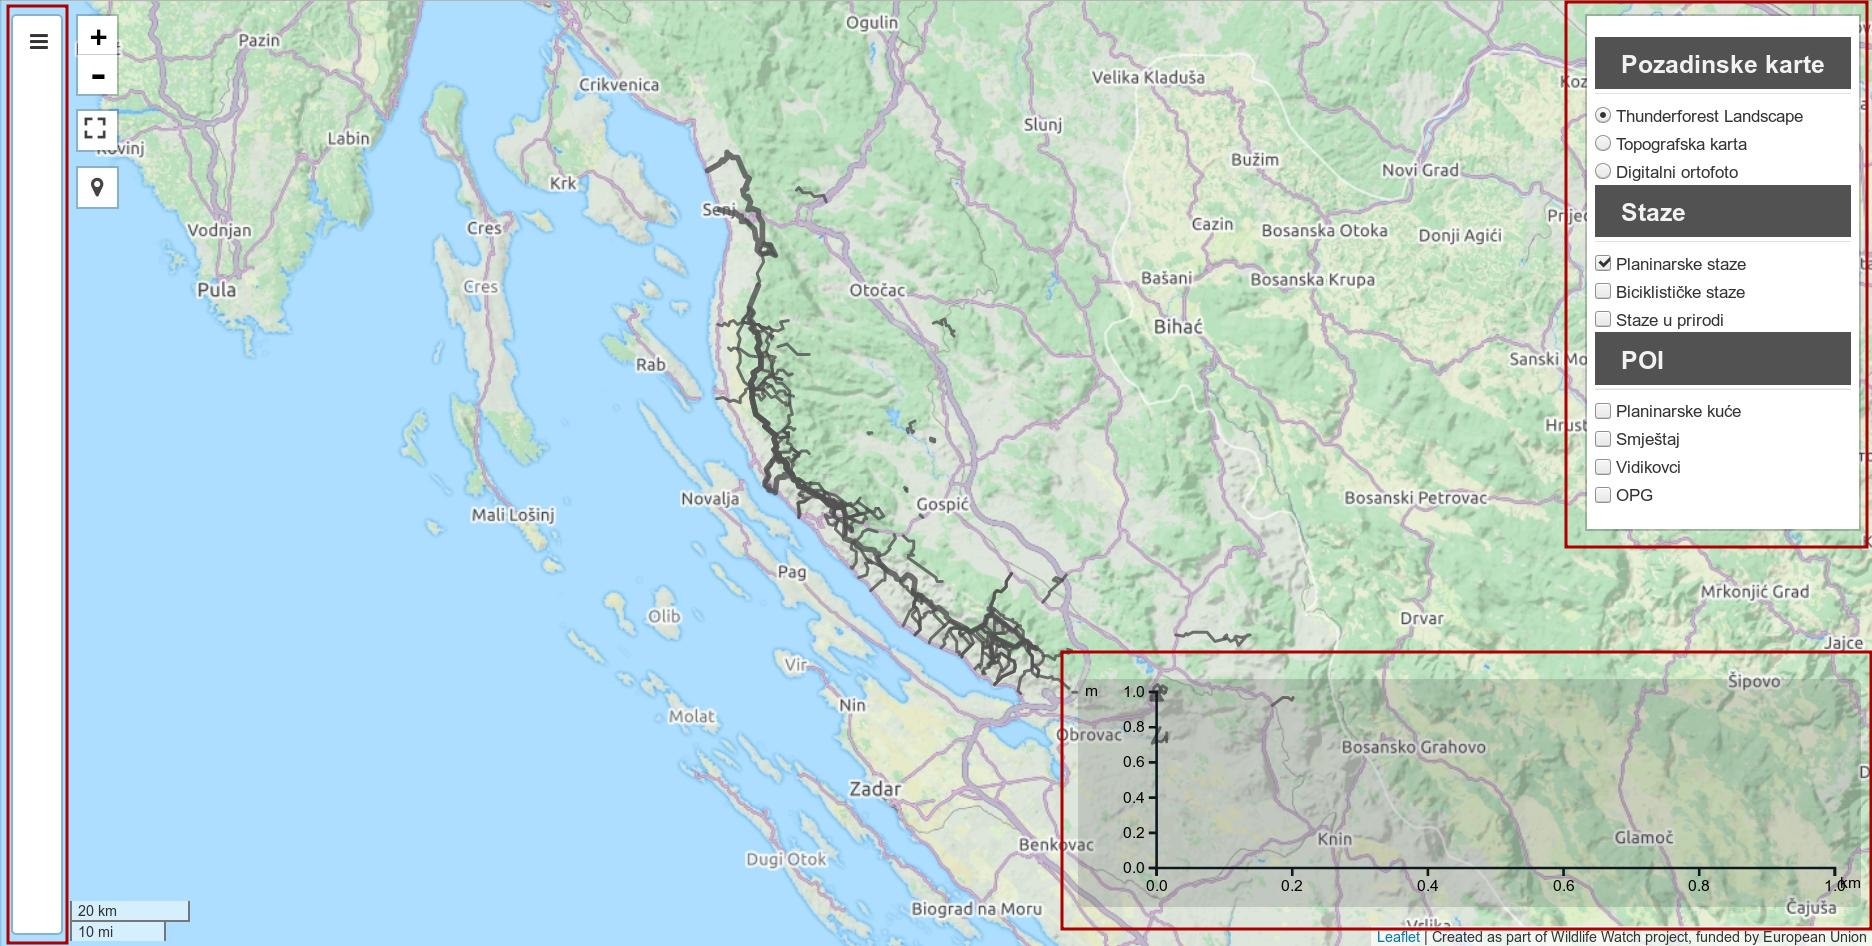 Pozadinske karte
Thunderforest Landscape
Topografska karta
Digitalni ortofoto
Staze
Planinarske staze
Biciklističke staze
Staze u prirodi
POI
Planinarske kuće
Smještaj
Vidikovci
OPG
+
-
Pazin
Labin
Vodnjan
Pula
Ogulin
Crikvenica
Krk
Senj
Cres
Cres
Rab
Mali Lošinj
Novalja
Pag
Olib
Vir
Nin
Molat
Zadar
Dugi Otok
Biograd na Moru
Benkovac
Obrovac
Otočac
Gospić
Slunj
Velika Kladuša
Bužim
Novi Grad
Cazin
Bosanska Otoka
Donji Agići
Bašani
Bosanska Krupa
Bihać
Sanski Mo
Hrust
Bosanski Petrovac
Mrkonjić Grad
Drvar
Jajce
Šipovo
Bosansko Grahovo
Knin
Glamoč
Čajuša
m
1.0
0.8
0.6
0.4
0.2
0.0
0.0 0.2 0.4 0.6 0.8 1.0
km
20 km
10 mi
Leaflet | Created as part of Wildlife Watch project, funded by European Union